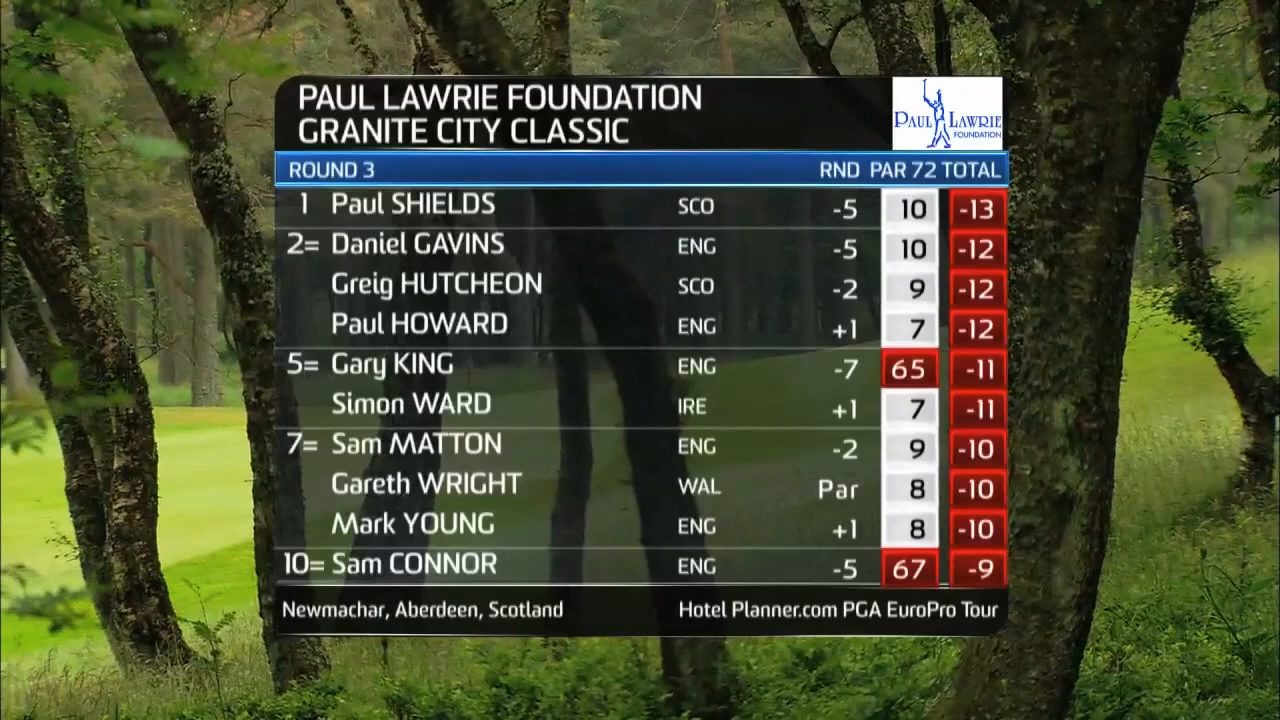 PAUL LAWRIE FOUNDATION
GRANITE CITY CLASSIC
PAUL LAWRIE
FOUNDATION
ROUND 3 RND PAR 72 TOTAL
1 Paul SHIELDS SCO -5 10 -13
2= Daniel GAVINS ENG -5 10 -12
Greig HUTCHEON SCO -2 9 -12
Paul HOWARD ENG +1 7 -12
5= Gary KING ENG -7 65 -11
Simon WARD IRE +1 7 -11
7= Sam MATTON ENG -2 9 -10
Gareth WRIGHT WAL Par 8 -10
Mark YOUNG ENG +1 8 -10
10= Sam CONNOR ENG -5 67 -9
Newmachar, Aberdeen, Scotland Hotel Planner.com PGA EuroPro Tour